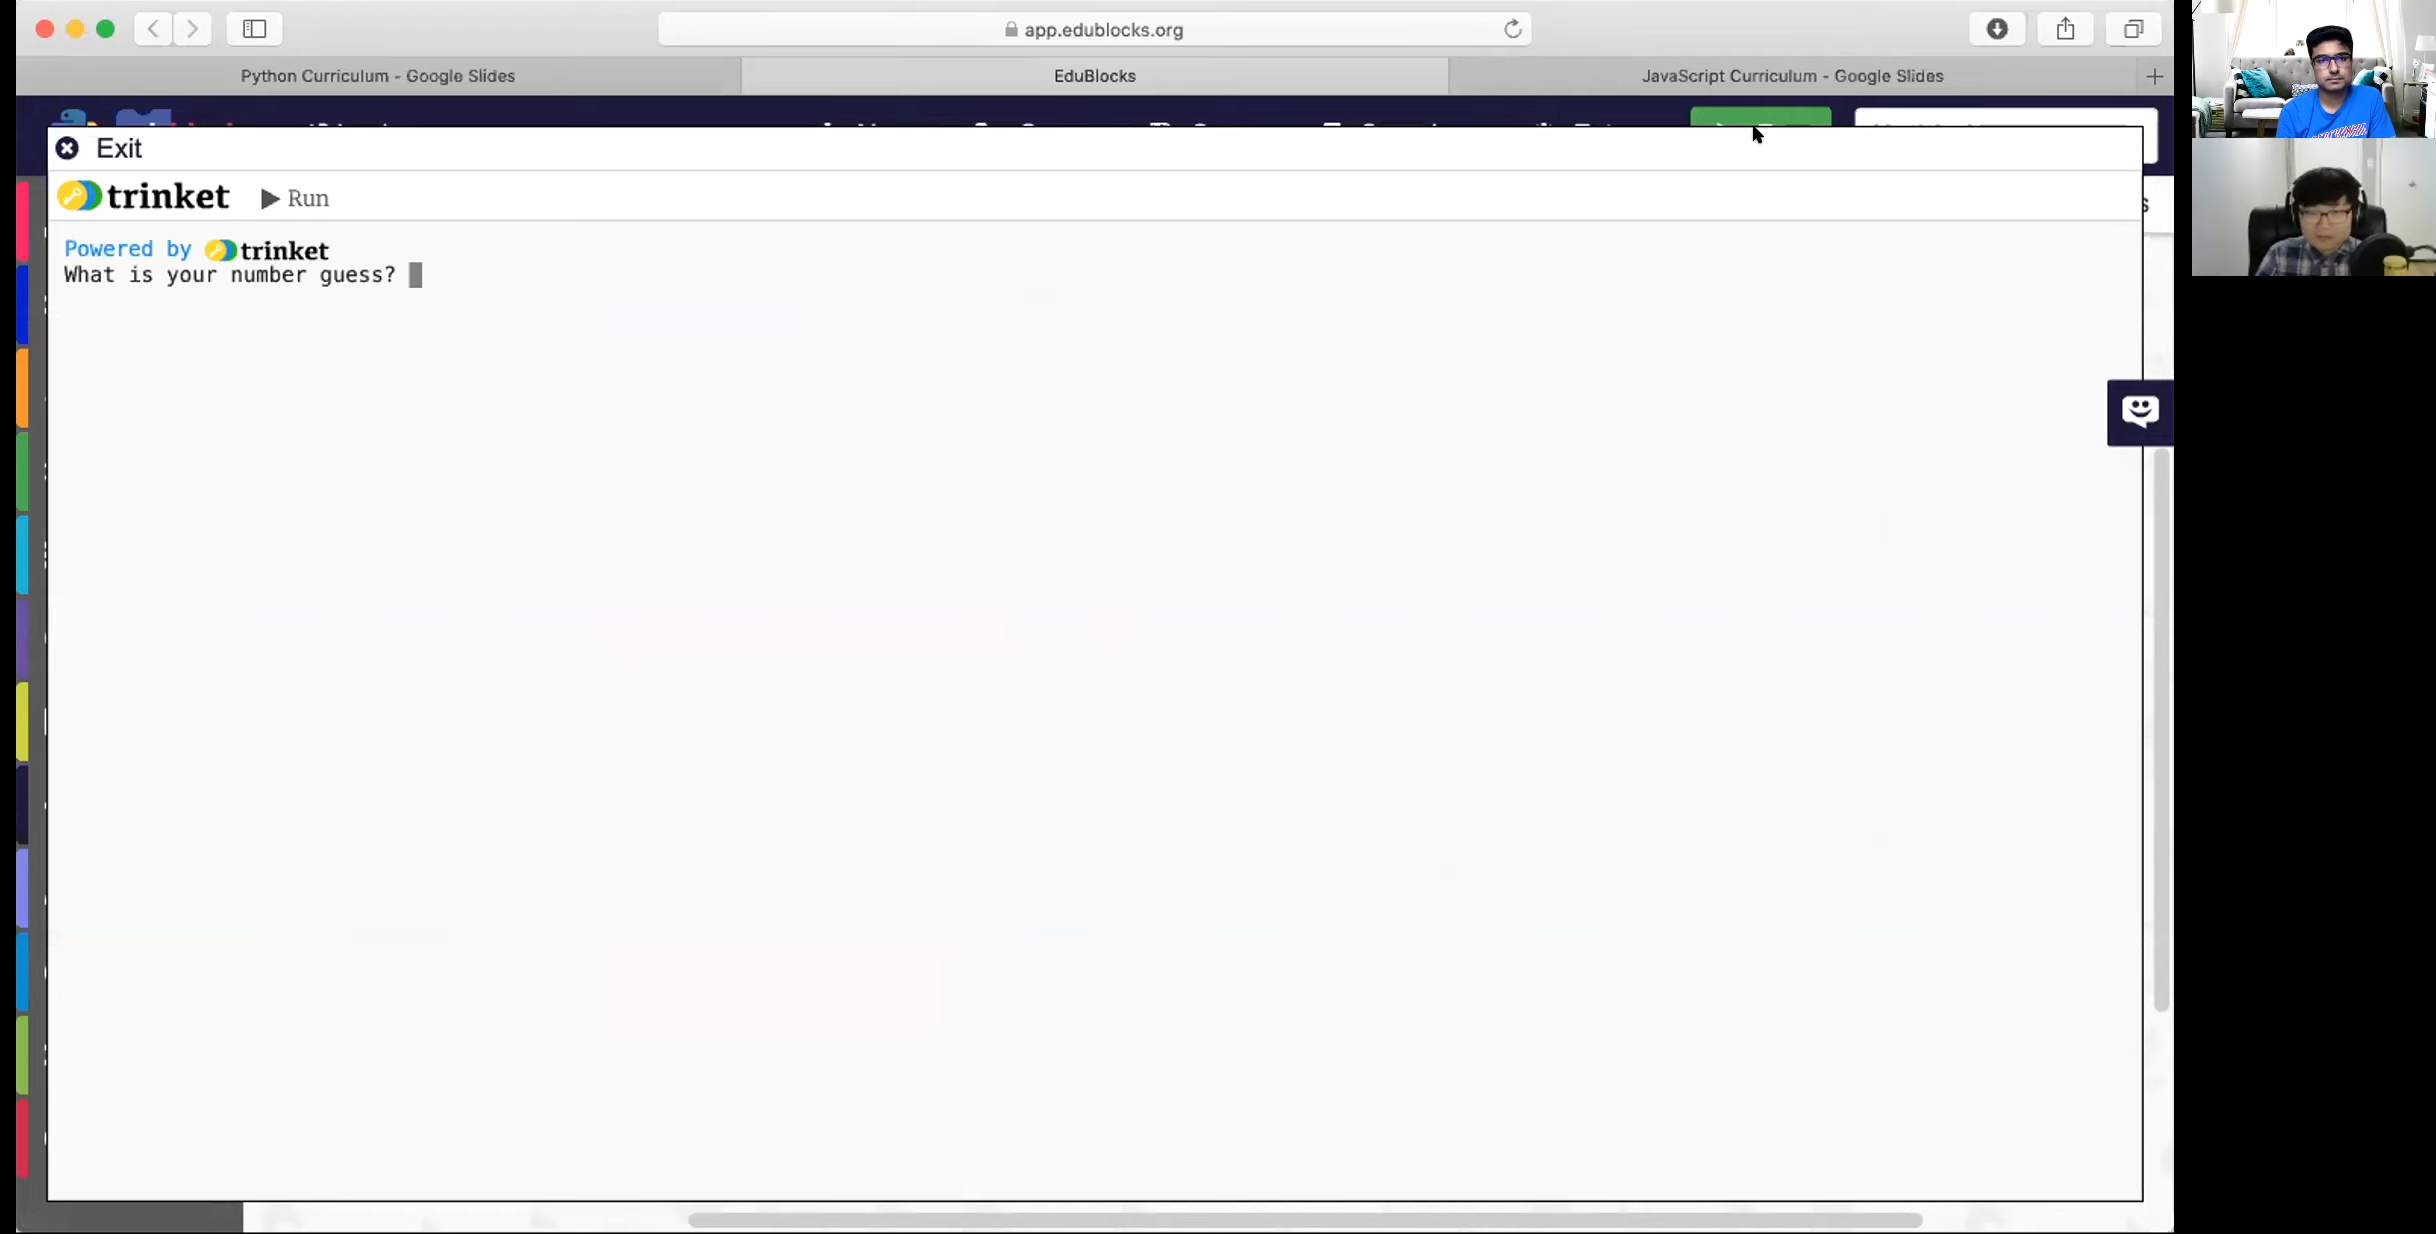 app.edublocks.org
Python Curriculum - Google Slides
EduBlocks
JavaScript Curriculum - Google Slides
Exit
trinket
Run
Powered by trinket
What is your number guess?